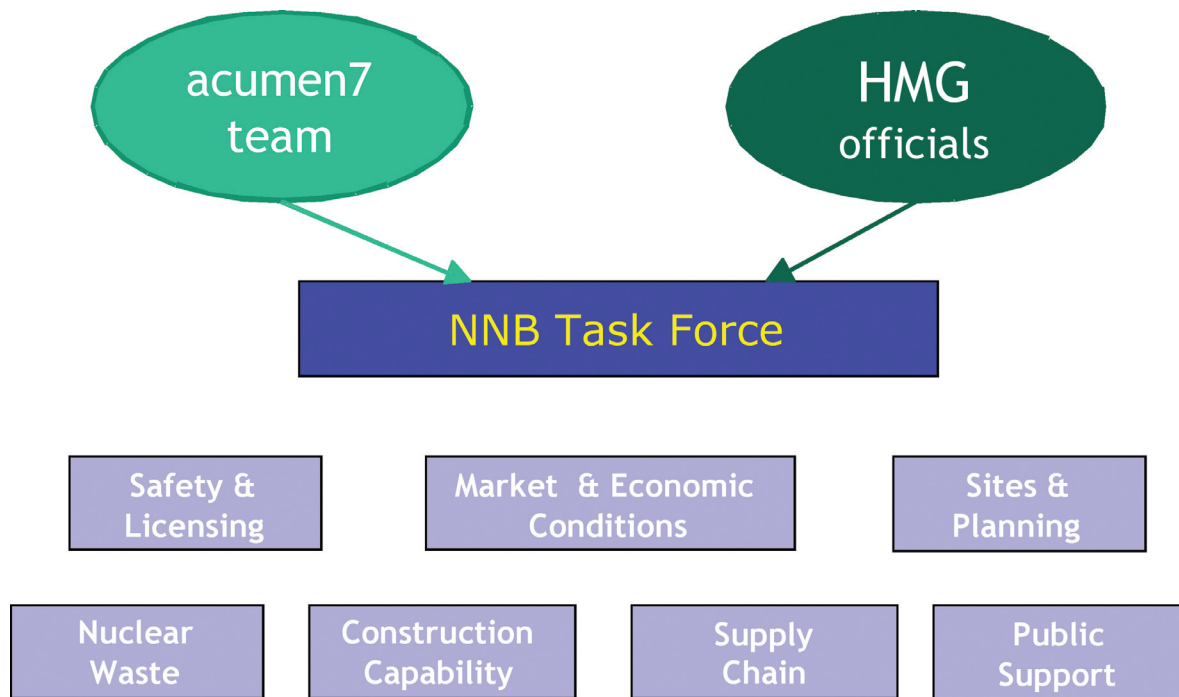 acumen7
team
HMG
officials
NNB Task Force
Safety &
Licensing
Market & Economic
Conditions
Sites &
Planning
Nuclear
Waste
Construction
Capability
Supply
Chain
Public
Support